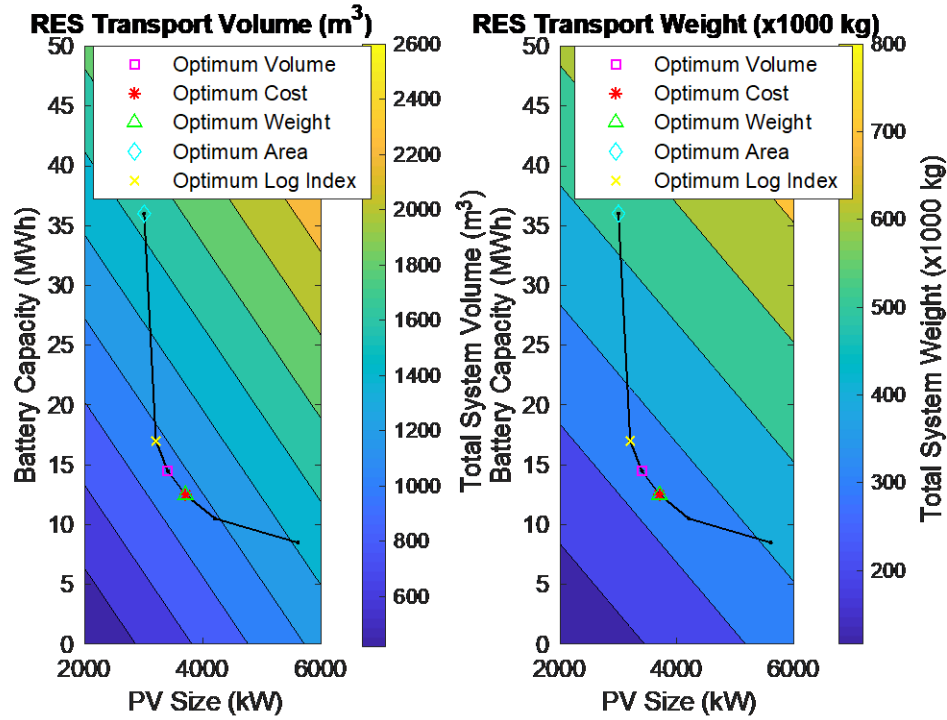 RES Transport Volume (m³)
50
45
40
35
30
25
20
15
10
5
0
Battery Capacity (MWh)
2000
4000
6000
PV Size (kW)
Optimum Volume
Optimum Cost
Optimum Weight
Optimum Area
Optimum Log Index
2600
2400
2200
2000
1800
1600
1400
1200
1000
800
600
Total System Volume (m³)
RES Transport Weight (x1000 kg)
50
45
40
35
30
25
20
15
10
5
0
Battery Capacity (MWh)
2000
4000
6000
PV Size (kW)
Optimum Volume
Optimum Cost
Optimum Weight
Optimum Area
Optimum Log Index
800
700
600
500
400
300
200
Total System Weight (x1000 kg)